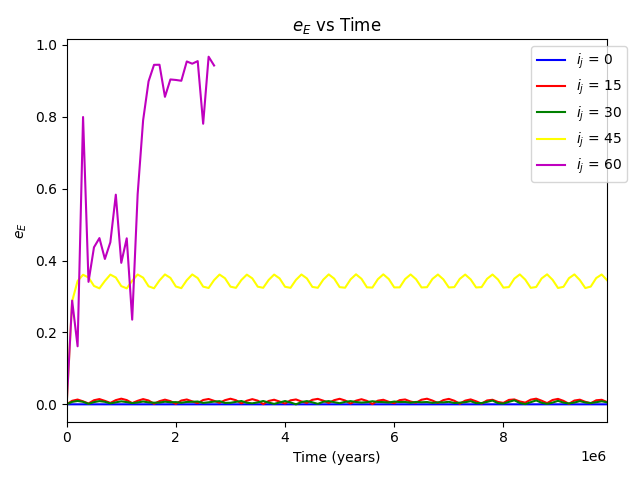 e_E vs Time
1.0
0.8
0.6
0.4
0.2
0.0
e_E
0 2 4 6 8
1e6
Time (years)
i_j = 0
i_j = 15
i_j = 30
i_j = 45
i_j = 60